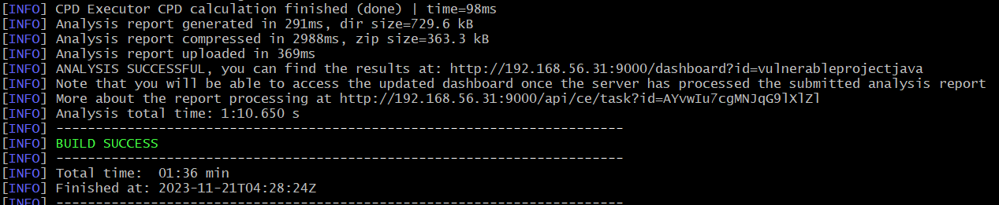 [INFO] CPD Executor CPD calculation finished (done) | time=98ms
[INFO] Analysis report generated in 291ms, dir size=729.6 kB
[INFO] Analysis report compressed in 2988ms, zip size=363.3 kB
[INFO] Analysis report uploaded in 369ms
[INFO] ANALYSIS SUCCESSFUL, you can find the results at: http://192.168.56.31:9000/dashboard?id=vulnerableprojectjava
[INFO] Note that you will be able to access the updated dashboard once the server has processed the submitted analysis report
[INFO] More about the report processing at http://192.168.56.31:9000/api/ce/task?id=AYvwIu7cgMNJqG9lXlZl
[INFO] Analysis total time: 1:10.650 s
[INFO] ------------------------------------------------------------------------
[INFO] BUILD SUCCESS
[INFO] ------------------------------------------------------------------------
[INFO] Total time:  01:36 min
[INFO] Finished at: 2023-11-21T04:28:24Z
[INFO] ------------------------------------------------------------------------